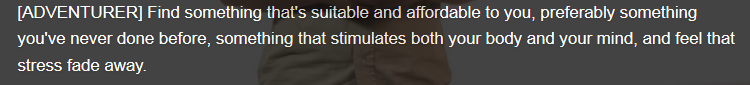 [ADVENTURER] Find something that's suitable and affordable to you, preferably something
you've never done before, something that stimulates both your body and your mind, and feel that
stress fade away.